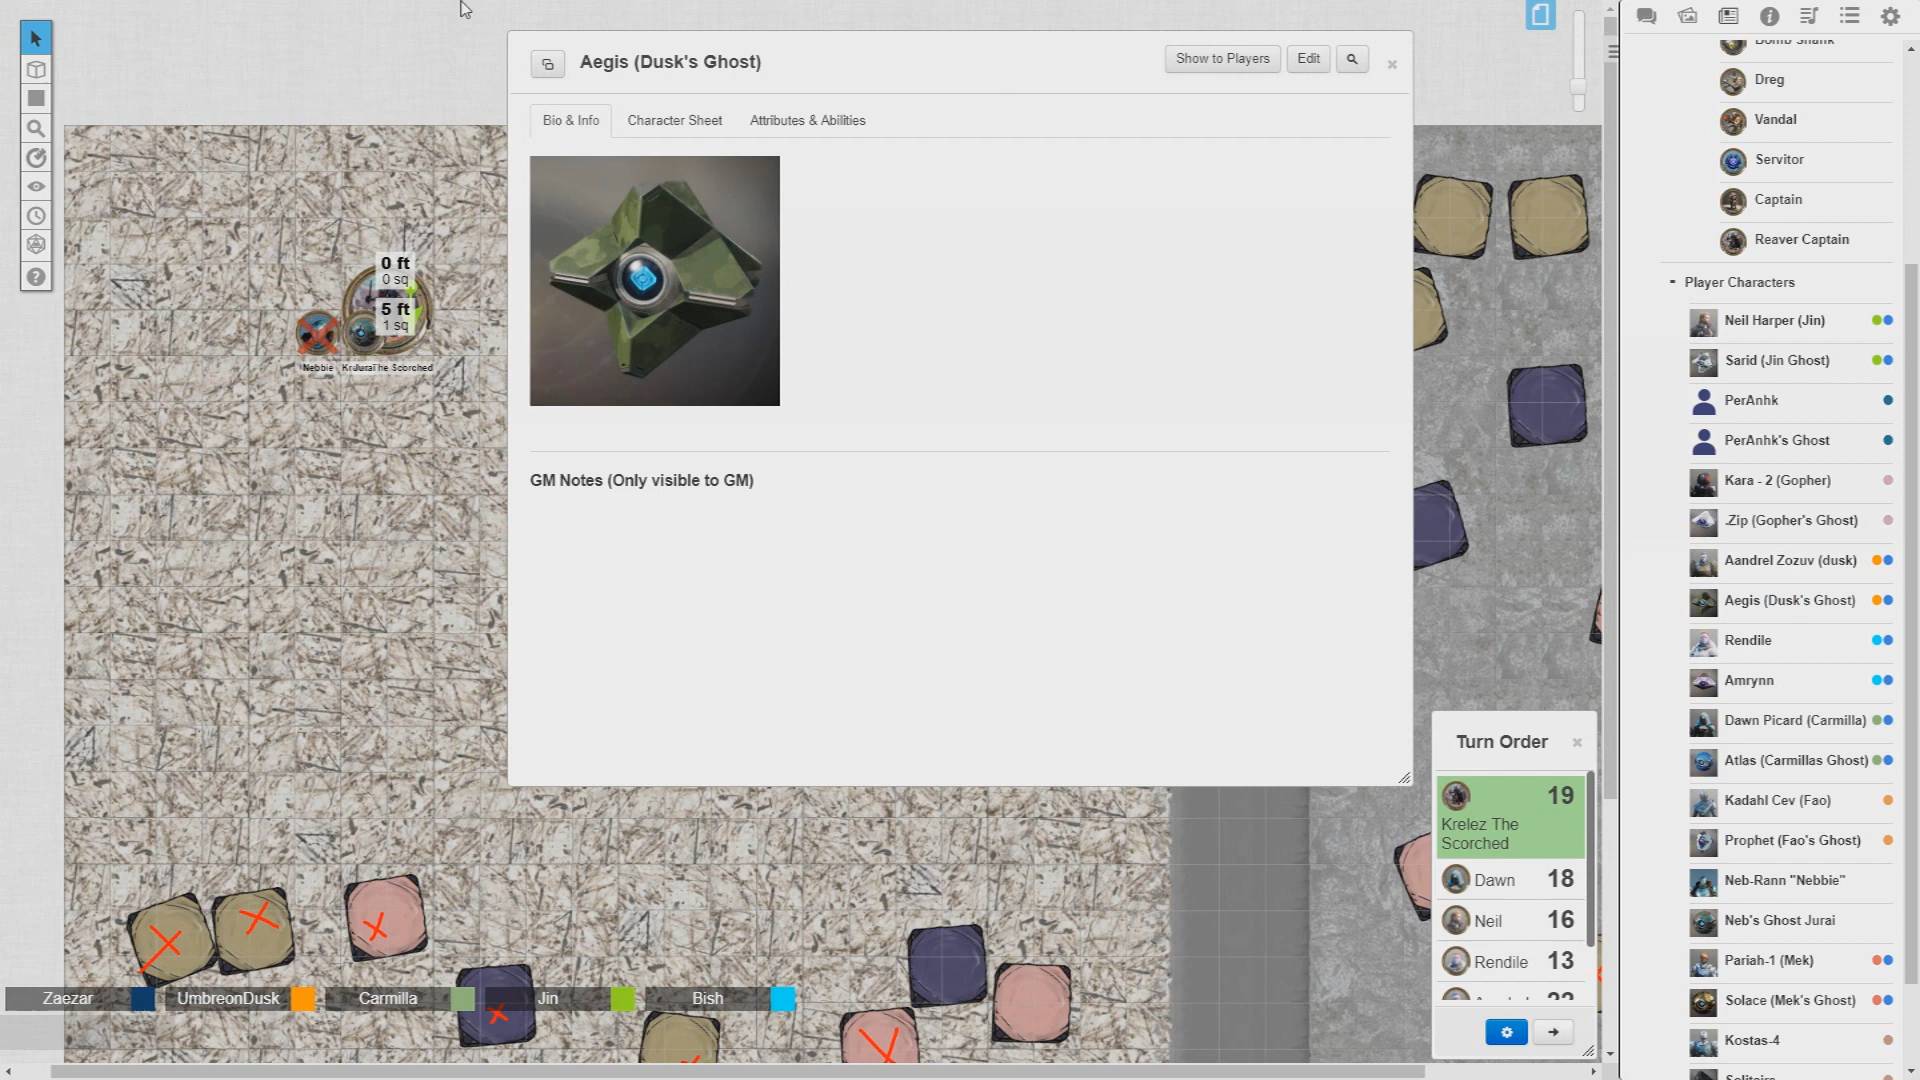 Aegis (Dusk's Ghost)
Show to Players
Edit
Bio & Info
Character Sheet
Attributes & Abilities
GM Notes (Only visible to GM)
0 ft
0 sq
5 ft
1 sq
Nebbie
The Scorched
Turn Order
19
Krelez The
Scorched
Dawn 18
Neil 16
Rendile 13
Zaezar
UmbreonDusk
Carmilla
Jin
Bish
Bomb Shank
Dreg
Vandal
Servitor
Captain
Reaver Captain
Player Characters
Neil Harper (Jin)
Sarid (Jin Ghost)
PerAnhk
PerAnhk's Ghost
Kara - 2 (Gopher)
.Zip (Gopher's Ghost)
Aandrel Zozuv (dusk)
Aegis (Dusk's Ghost)
Rendile
Amrynn
Dawn Picard (Carmilla)
Atlas (Carmillas Ghost)
Kadahl Cev (Fao)
Prophet (Fao's Ghost)
Neb-Rann "Nebbie"
Neb's Ghost Jurai
Pariah-1 (Mek)
Solace (Mek's Ghost)
Kostas-4